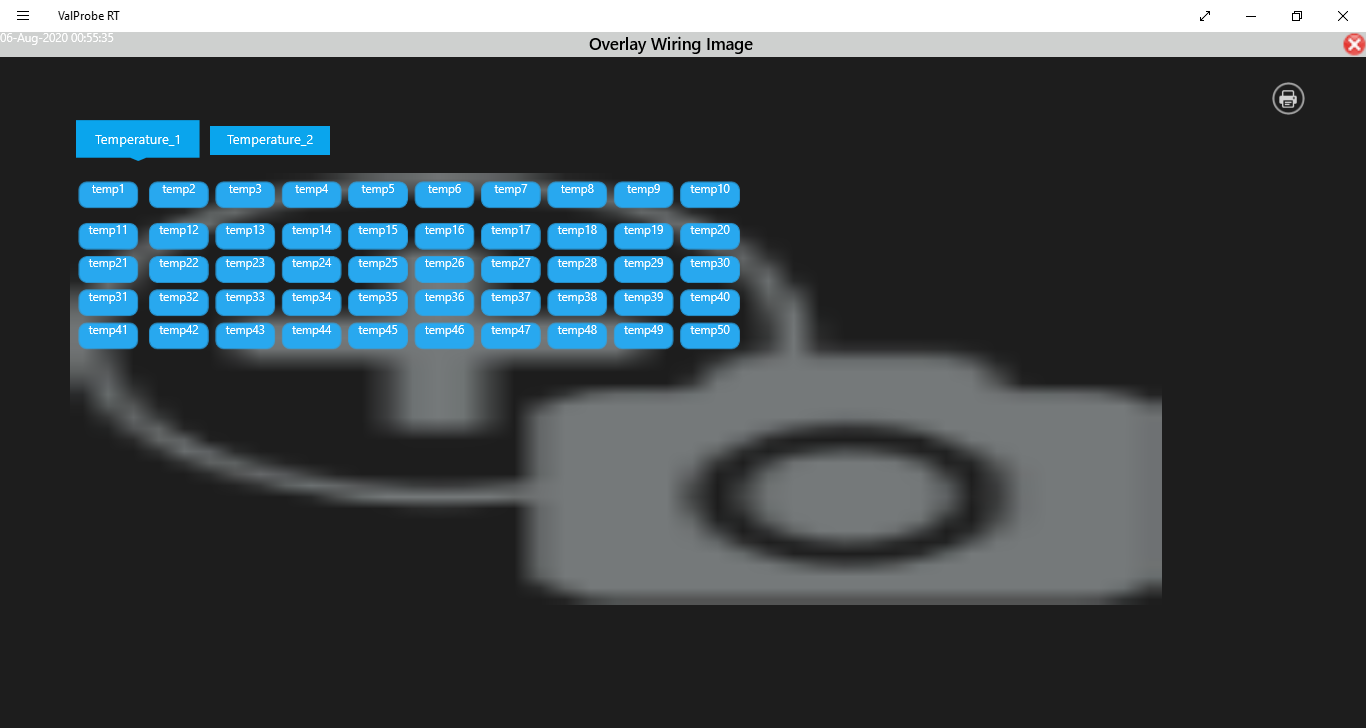 ValProbe RT
06-Aug-2020 00:55:35
Overlay Wiring Image
Temperature_1 Temperature_2
temp1 temp2 temp3 temp4 temp5 temp6 temp7 temp8 temp9 temp10
temp11 temp12 temp13 temp14 temp15 temp16 temp17 temp18 temp19 temp20
temp21 temp22 temp23 temp24 temp25 temp26 temp27 temp28 temp29 temp30
temp31 temp32 temp33 temp34 temp35 temp36 temp37 temp38 temp39 temp40
temp41 temp42 temp43 temp44 temp45 temp46 temp47 temp48 temp49 temp50